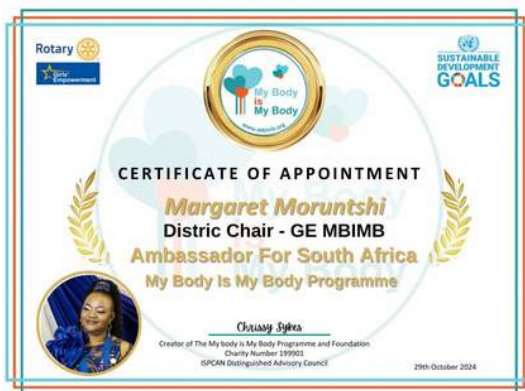 Rotary
Girls'
Empowerment
My Body
is
My Body
SUSTAINABLE
DEVELOPMENT
GOALS
CERTIFICATE OF APPOINTMENT
Margaret Moruntshi
Distric Chair - GE MBIMB
Ambassador For South Africa
My Body Is My Body Programme
Chrissy Sykes
Creator of The My body Is My Body Programme and Foundation
Charity Number 199901
ISPCAN Distinguished Advisory Council
29th October 2024